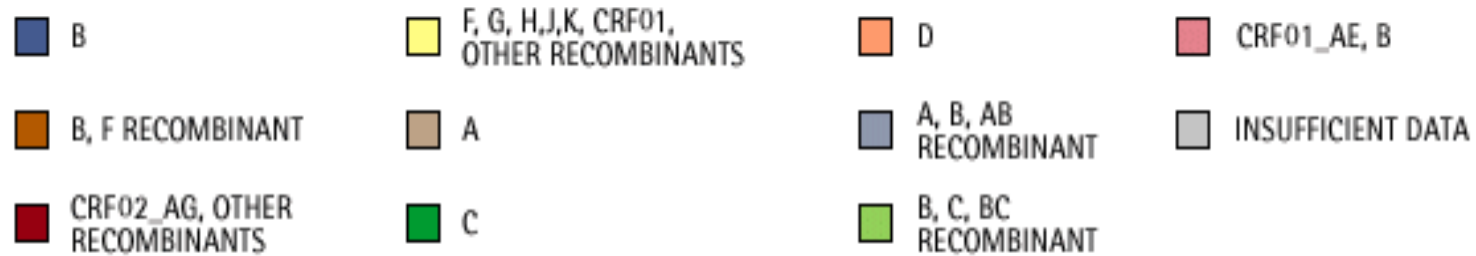 B
F, G, H,J,K, CRF01,
OTHER RECOMBINANTS
D
CRF01_AE, B
B, F RECOMBINANT
A
A, B, AB
RECOMBINANT
INSUFFICIENT DATA
CRF02_AG, OTHER
RECOMBINANTS
C
B, C, BC
RECOMBINANT